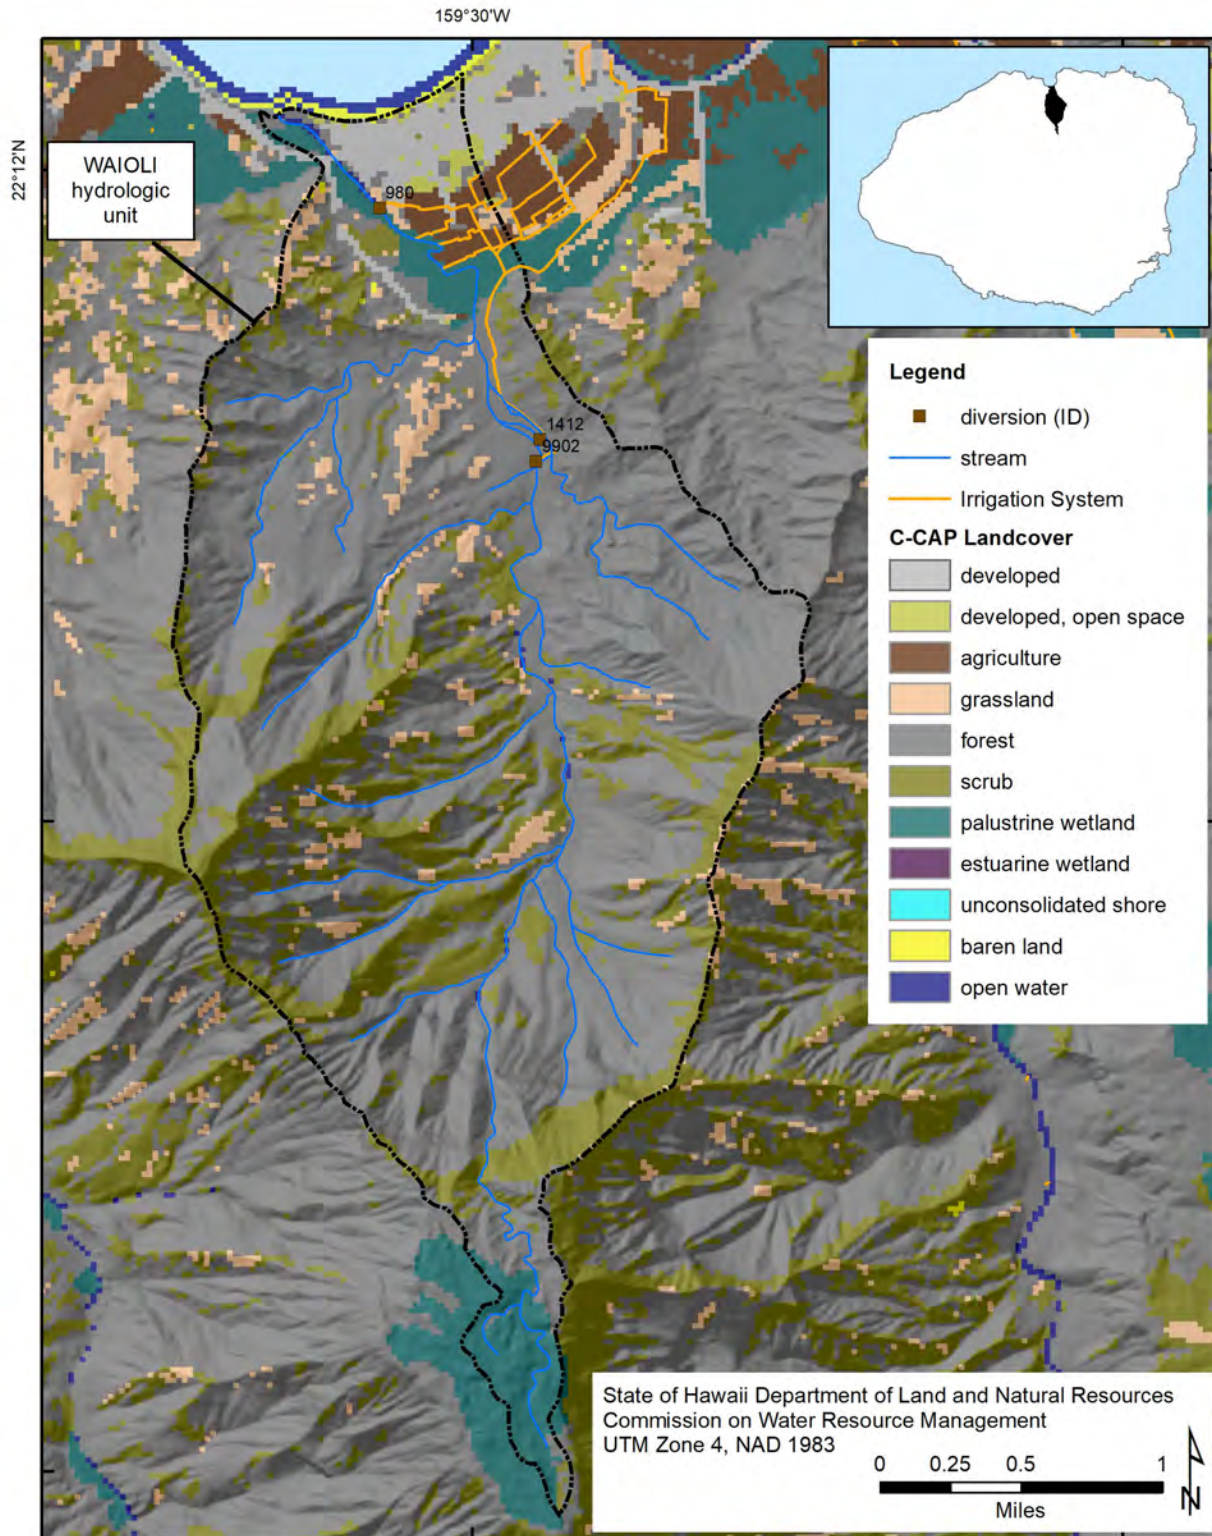 159°30'W
22°12'N
WAIOLI
hydrologic
unit
980
1412
9902
Legend
diversion (ID)
stream
Irrigation System
C-CAP Landcover
developed
developed, open space
agriculture
grassland
forest
scrub
palustrine wetland
estuarine wetland
unconsolidated shore
baren land
open water
State of Hawaii Department of Land and Natural Resources
Commission on Water Resource Management
UTM Zone 4, NAD 1983
0 0.25 0.5 1
Miles
N